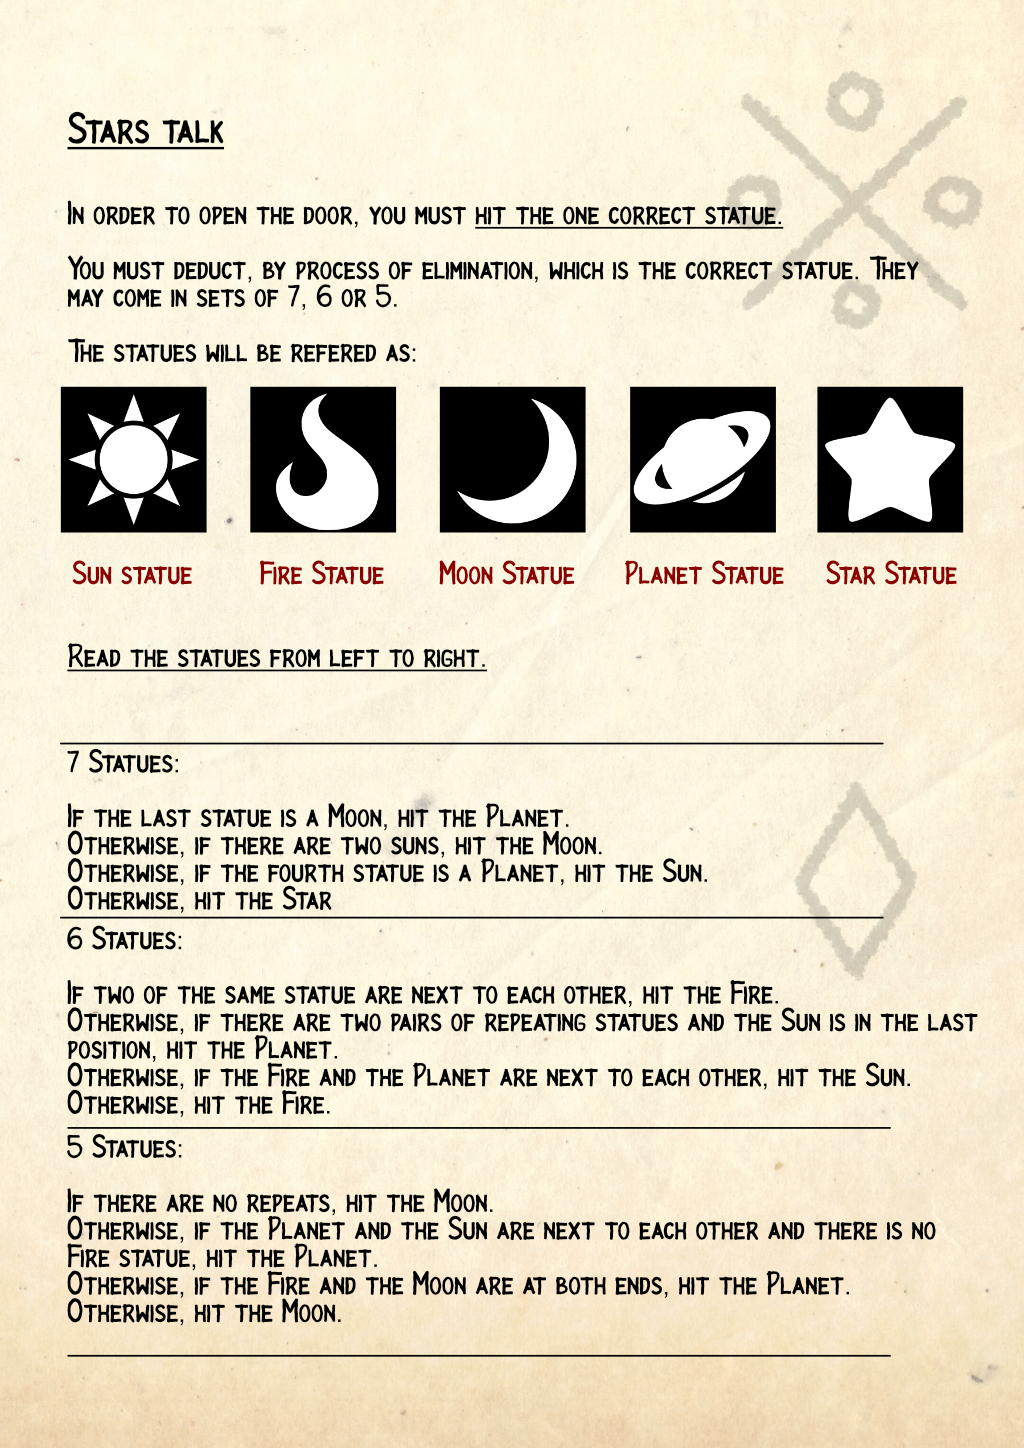 Stars talk
In order to open the door, you must hit the one correct statue.
You must deduct, by process of elimination, which is the correct statue. They
may come in sets of 7, 6 or 5.
The statues will be refered as:
Sun statue Fire Statue Moon Statue Planet Statue Star Statue
Read the statues from left to right.
7 Statues:
If the last statue is a Moon, hit the Planet.
Otherwise, if there are two suns, hit the Moon.
Otherwise, if the fourth statue is a Planet, hit the Sun.
Otherwise, hit the Star
6 Statues:
If two of the same statue are next to each other, hit the Fire.
Otherwise, if there are two pairs of repeating statues and the Sun is in the last
position, hit the Planet.
Otherwise, if the Fire and the Planet are next to each other, hit the Sun.
Otherwise, hit the Fire.
5 Statues:
If there are no repeats, hit the Moon.
Otherwise, if the Planet and the Sun are next to each other and there is no
Fire statue, hit the Planet.
Otherwise, if the Fire and the Moon are at both ends, hit the Planet.
Otherwise, hit the Moon.